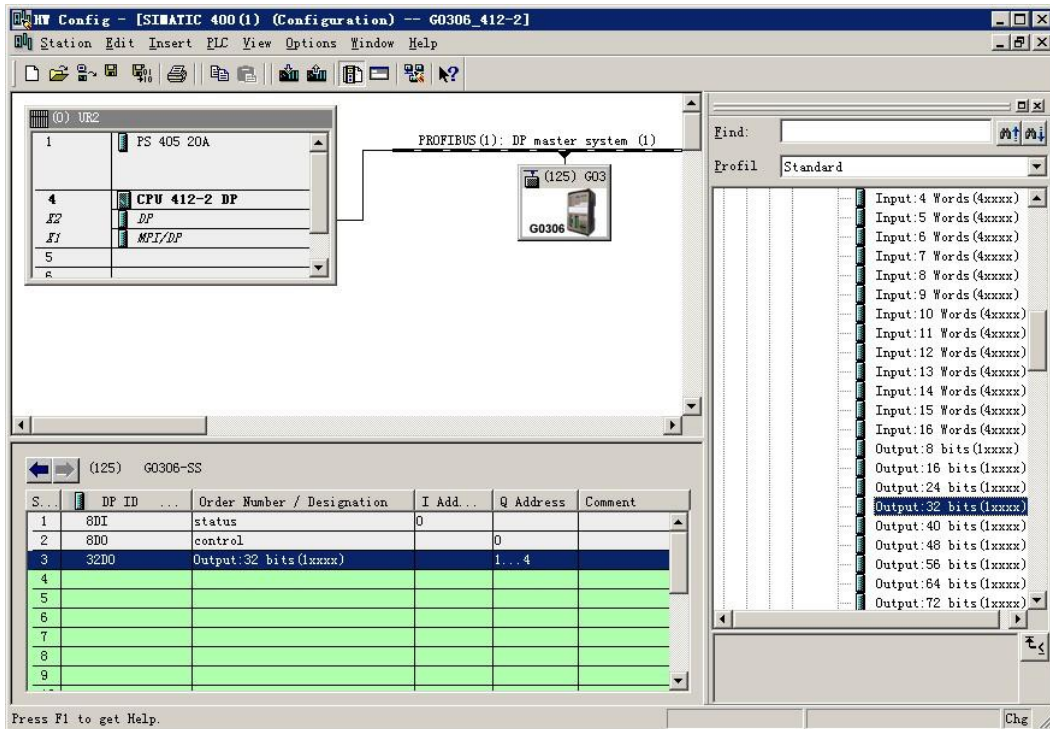 HW Config - [SIMATIC 400(1) (Configuration) -- G0306_412-2]
Station Edit Insert PLC View Options Window Help
(0) UR2
1 PS 405 20A
4 CPU 412-2 DP
X2 DP
X1 MPI/DP
5
6
PROFIBUS(1): DP master system (1)
(125) G03
G0306
Find:
Profil Standard
Input:4 Words(4xxxx)
Input:5 Words(4xxxx)
Input:6 Words(4xxxx)
Input:7 Words(4xxxx)
Input:8 Words(4xxxx)
Input:9 Words(4xxxx)
Input:10 Words(4xxxx)
Input:11 Words(4xxxx)
Input:12 Words(4xxxx)
Input:13 Words(4xxxx)
Input:14 Words(4xxxx)
Input:15 Words(4xxxx)
Input:16 Words(4xxxx)
Output:8 bits(1xxxx)
Output:16 bits(1xxxx)
Output:24 bits(1xxxx)
Output:32 bits(1xxxx)
Output:40 bits(1xxxx)
Output:48 bits(1xxxx)
Output:56 bits(1xxxx)
Output:64 bits(1xxxx)
Output:72 bits(1xxxx)
(125) G0306-SS
S... DP ID ... Order Number / Designation I Add... Q Address Comment
1 8DI status 0
2 8DO control 0
3 32DO Output:32 bits(1xxxx) 1...4
4
5
6
7
8
9
Press F1 to get Help.
Chg